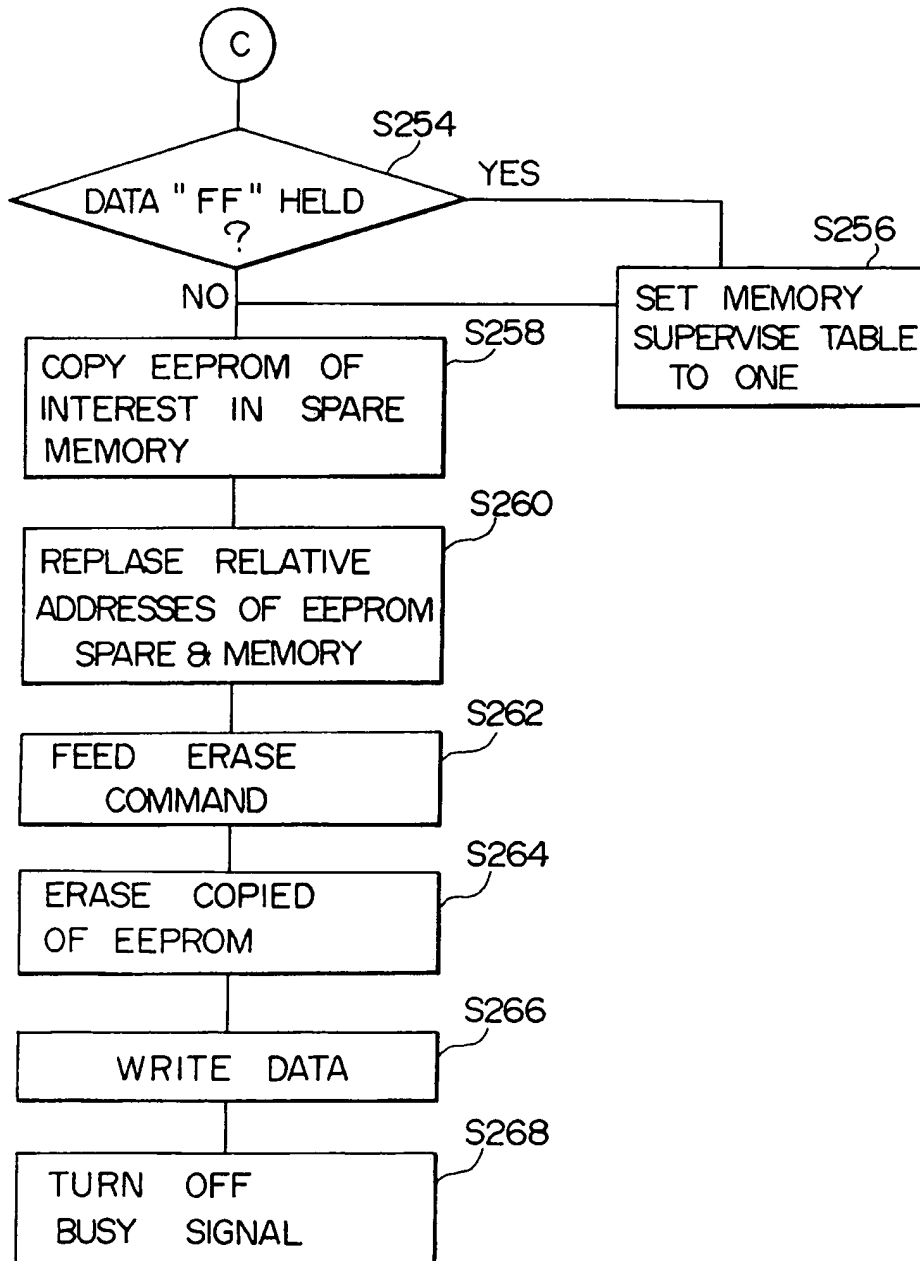 C
S254
DATA "FF" HELD
?
YES
NO
S256
SET MEMORY
SUPERVISE TABLE
TO ONE
S258
COPY EEPROM OF
INTEREST IN SPARE
MEMORY
S260
REPLASE RELATIVE
ADDRESSES OF EEPROM
SPARE & MEMORY
S262
FEED ERASE
COMMAND
S264
ERASE COPIED
OF EEPROM
S266
WRITE DATA
S268
TURN OFF
BUSY SIGNAL